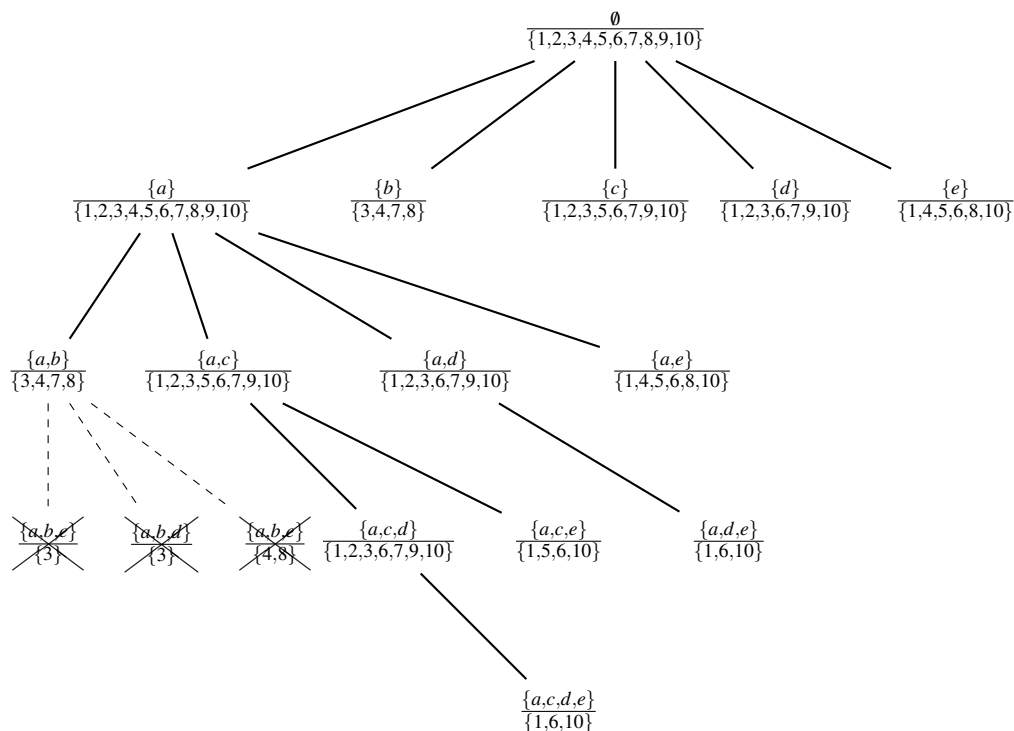 ∅
{1,2,3,4,5,6,7,8,9,10}
{a}
{1,2,3,4,5,6,7,8,9,10}
{b}
{3,4,7,8}
{c}
{1,2,3,5,6,7,9,10}
{d}
{1,2,3,6,7,9,10}
{e}
{1,4,5,6,8,10}
{a,b}
{3,4,7,8}
{a,c}
{1,2,3,5,6,7,9,10}
{a,d}
{1,2,3,6,7,9,10}
{a,e}
{1,4,5,6,8,10}
{a,b,c}
{3}
{a,b,d}
{3}
{a,b,e}
{4,8}
{a,c,d}
{1,2,3,6,7,9,10}
{a,c,e}
{1,5,6,10}
{a,d,e}
{1,6,10}
{a,c,d,e}
{1,6,10}